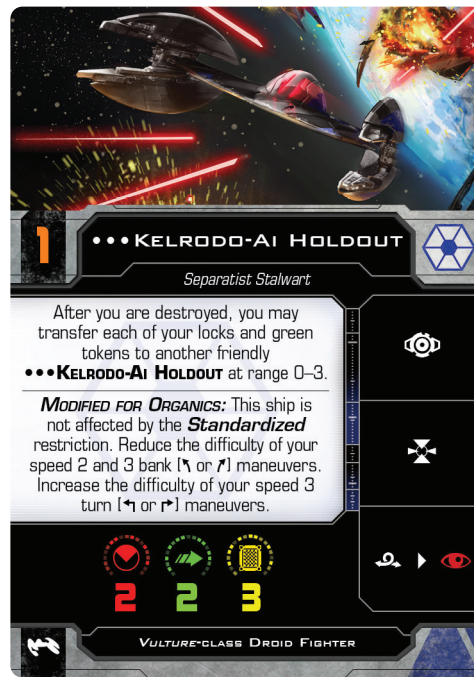 1
•••Kelrodo-Ai Holdout
Separatist Stalwart
After you are destroyed, you may
transfer each of your locks and green
tokens to another friendly
•••Kelrodo-Ai Holdout at range 0–3.
Modified for Organics: This ship is
not affected by the Standardized
restriction. Reduce the difficulty of your
speed 2 and 3 bank [↖ or ↗] maneuvers.
Increase the difficulty of your speed 3
turn [↰ or ↱] maneuvers.
2 2 3
Vulture-class Droid Fighter